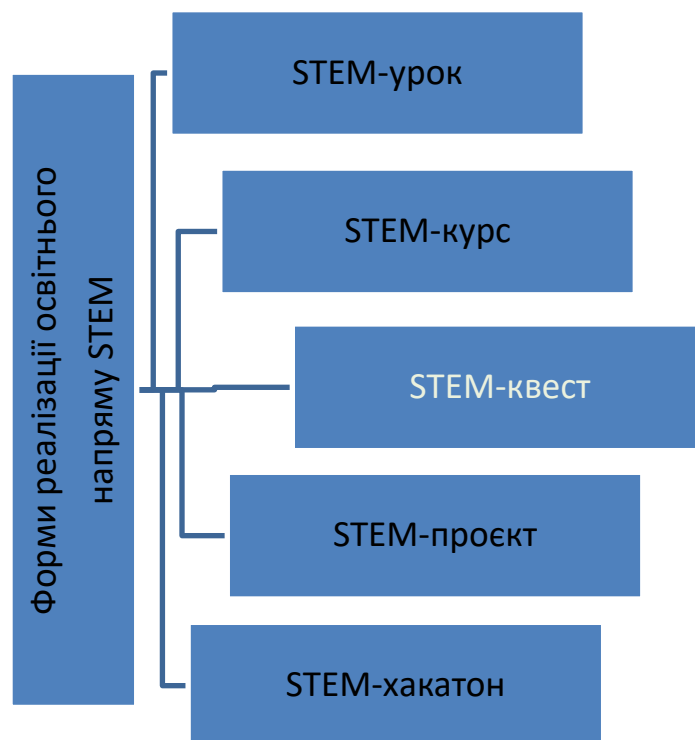 Форми реалізації освітнього
напряму STEM
STEM-урок
STEM-курс
STEM-квест
STEM-проєкт
STEM-хакатон